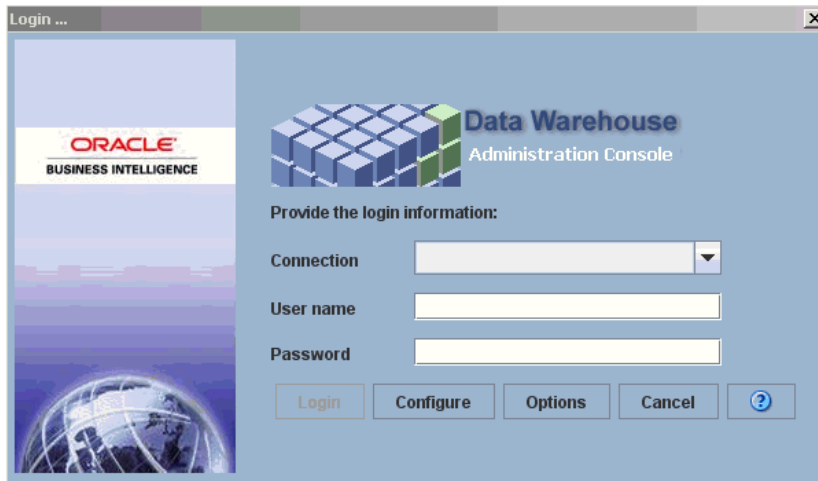 Login ...
ORACLE
BUSINESS INTELLIGENCE
Data Warehouse
Administration Console
Provide the login information:
Connection
User name
Password
Login
Configure
Options
Cancel
?